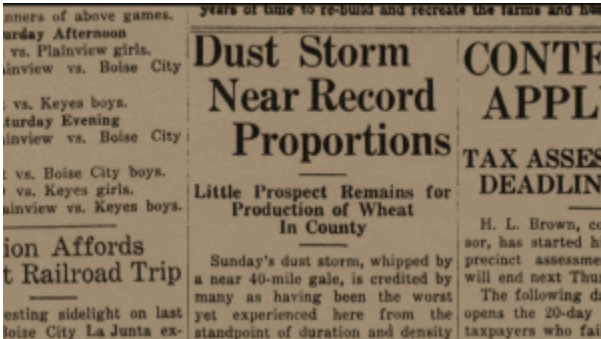 years of time to re-build and recreate the farms and
nners of above games.
urday Afternoon
vs. Plainview girls.
ainview vs. Boise City
vs. Keyes boys.
turday Evening
ainview vs. Boise City
vs. Boise City boys.
vs. Keyes girls.
ainview vs. Keyes boys.
ion Affords
t Railroad Trip
esting sidelight on last
Boise City La Junta ex-
Dust Storm
Near Record
Proportions
Little Prospect Remains for
Production of Wheat
In County
Sunday's dust storm, whipped by
a near 40-mile gale, is credited by
many as having been the worst
yet experienced here from the
standpoint of duration and density
CONTE
APPL
TAX ASSES
DEADLIN
H. L. Brown, co
sor, has started h
precinct assessme
will end next Thu
The following da
opens the 20-day
taxpayers who fai